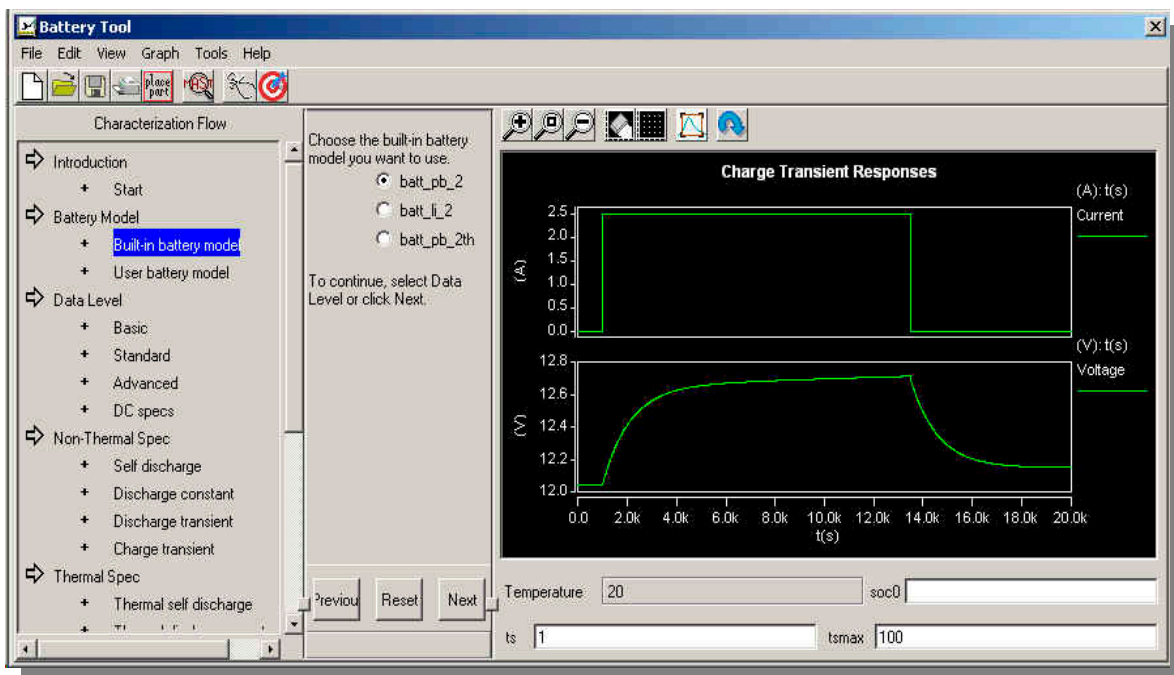 Battery Tool
File Edit View Graph Tools Help
place part
Characterization Flow
Introduction
+ Start
Battery Model
+ Built-in battery model
+ User battery model
Data Level
+ Basic
+ Standard
+ Advanced
+ DC specs
Non-Thermal Spec
+ Self discharge
+ Discharge constant
+ Discharge transient
+ Charge transient
Thermal Spec
+ Thermal self discharge
Choose the built-in battery
model you want to use.
batt_pb_2
batt_li_2
batt_pb_2th
To continue, select Data
Level or click Next.
Previou Reset Next
Charge Transient Responses
(A): t(s)
Current
2.5
2.0
1.5
1.0
0.5
0.0
(A)
(V): t(s)
Voltage
12.8
12.6
12.4
12.2
12.0
(V)
0.0 2.0k 4.0k 6.0k 8.0k 10.0k 12.0k 14.0k 16.0k 18.0k 20.0k
t(s)
Temperature 20 soc0
ts 1 tsmax 100